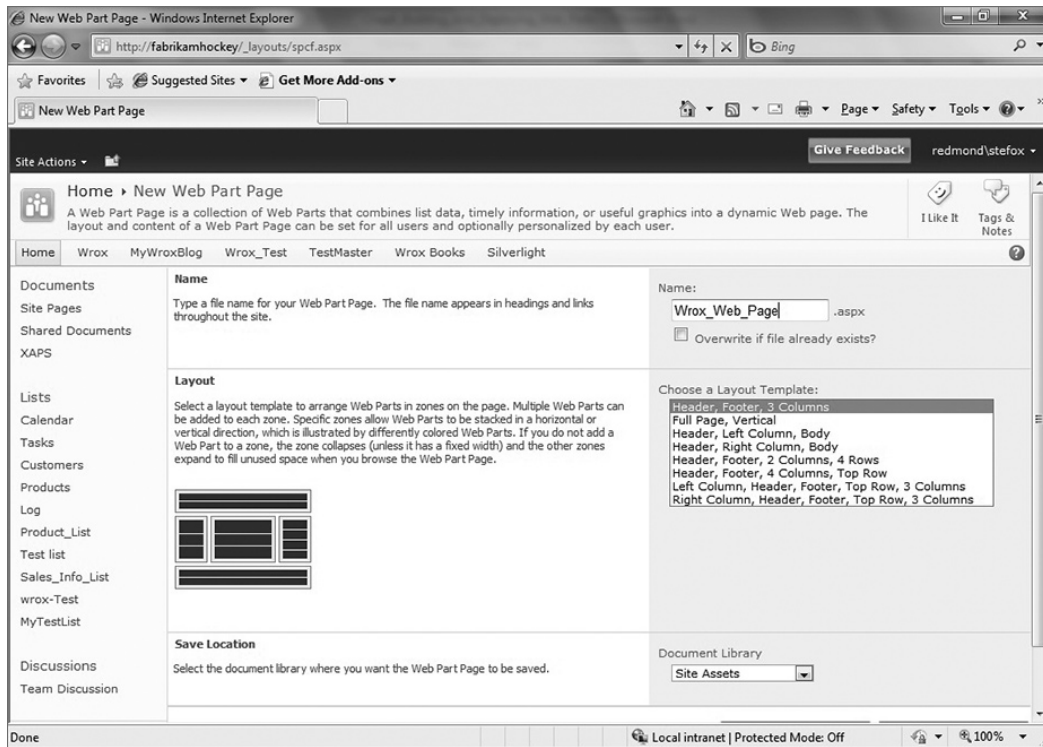 New Web Part Page - Windows Internet Explorer
http://fabrikamhockey/_layouts/spcf.aspx
Bing
Favorites
Suggested Sites
Get More Add-ons
New Web Part Page
Page
Safety
Tools
Site Actions
Give Feedback
redmond\stefox
Home
New Web Part Page
A Web Part Page is a collection of Web Parts that combines list data, timely information, or useful graphics into a dynamic Web page. The
layout and content of a Web Part Page can be set for all users and optionally personalized by each user.
I Like It
Tags &
Notes
Home
Wrox
MyWroxBlog
Wrox_Test
TestMaster
Wrox Books
Silverlight
Documents
Site Pages
Shared Documents
XAPS
Lists
Calendar
Tasks
Customers
Products
Log
Product_List
Test list
Sales_Info_List
wrox-Test
MyTestList
Discussions
Team Discussion
Name
Type a file name for your Web Part Page. The file name appears in headings and links
throughout the site.
Name:
Wrox_Web_Page
.aspx
Overwrite if file already exists?
Layout
Select a layout template to arrange Web Parts in zones on the page. Multiple Web Parts can
be added to each zone. Specific zones allow Web Parts to be stacked in a horizontal or
vertical direction, which is illustrated by differently colored Web Parts. If you do not add a
Web Part to a zone, the zone collapses (unless it has a fixed width) and the other zones
expand to fill unused space when you browse the Web Part Page.
Choose a Layout Template:
Header, Footer, 3 Columns
Full Page, Vertical
Header, Left Column, Body
Header, Right Column, Body
Header, Footer, 2 Columns, 4 Rows
Header, Footer, 4 Columns, Top Row
Left Column, Header, Footer, Top Row, 3 Columns
Right Column, Header, Footer, Top Row, 3 Columns
Save Location
Select the document library where you want the Web Part Page to be saved.
Document Library
Site Assets
Done
Local intranet | Protected Mode: Off
100%